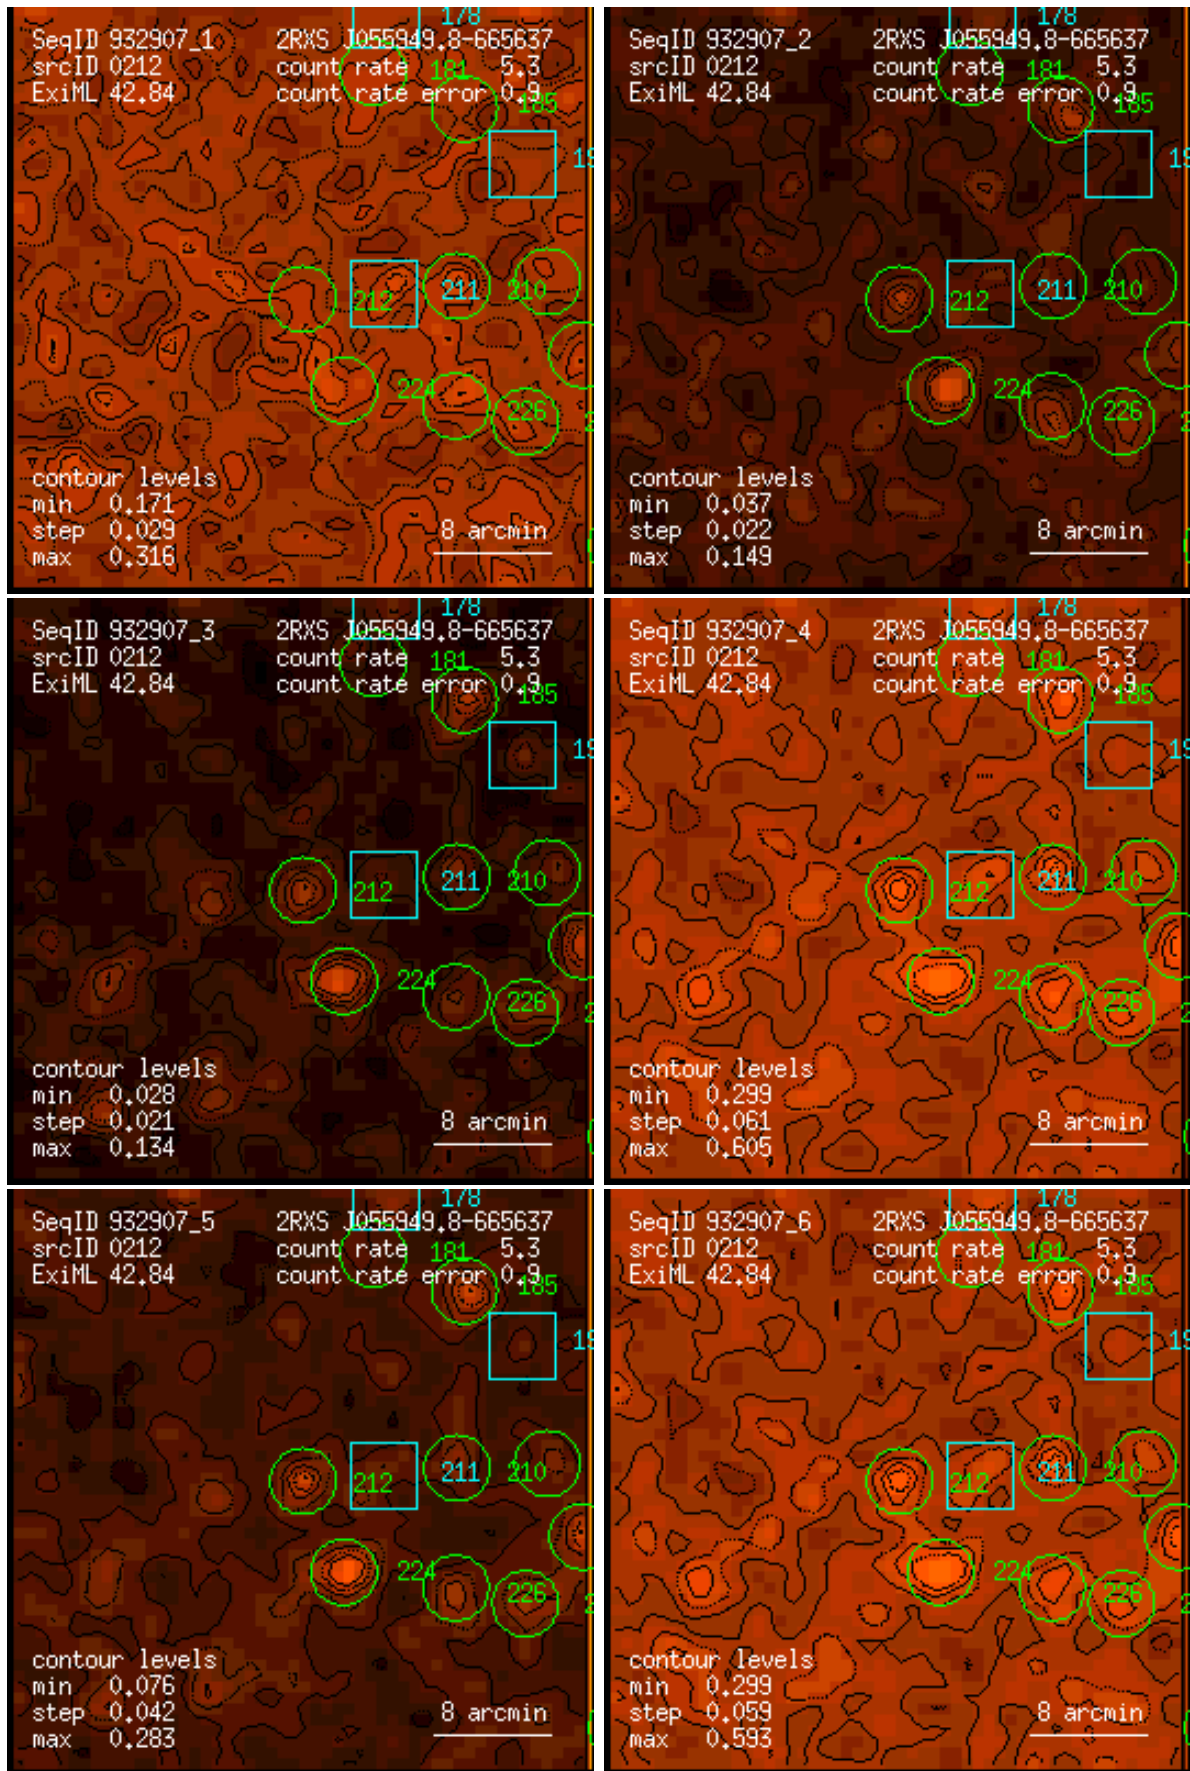 178
SeqID 932907_1 2RXS J055949.8-665637
srcID 0212 count rate 181 5.3
ExiML 42.84 count rate error 0.9
185
19
212 211 210
224 226
contour levels
min 0.171
step 0.029 8 arcmin
max 0.316
178
SeqID 932907_2 2RXS J055949.8-665637
srcID 0212 count rate 181 5.3
ExiML 42.84 count rate error 0.9
185
19
212 211 210
224 226
contour levels
min 0.037
step 0.022 8 arcmin
max 0.149
178
SeqID 932907_3 2RXS J055949.8-665637
srcID 0212 count rate 181 5.3
ExiML 42.84 count rate error 0.9
185
19
212 211 210
224 226
2
contour levels
min 0.028
step 0.021 8 arcmin
max 0.134
178
SeqID 932907_4 2RXS J055949.8-665637
srcID 0212 count rate 181 5.3
ExiML 42.84 count rate error 0.9
185
19
212 211 210
224 226
contour levels
min 0.299
step 0.061 8 arcmin
max 0.605
178
SeqID 932907_5 2RXS J055949.8-665637
srcID 0212 count rate 181 5.3
ExiML 42.84 count rate error 0.9
185
19
212 211 210
224 226
2
contour levels
min 0.076
step 0.042 8 arcmin
max 0.283
178
SeqID 932907_6 2RXS J055949.8-665637
srcID 0212 count rate 181 5.3
ExiML 42.84 count rate error 0.9
185
19
212 211 210
224 226
contour levels
min 0.299
step 0.059 8 arcmin
max 0.593